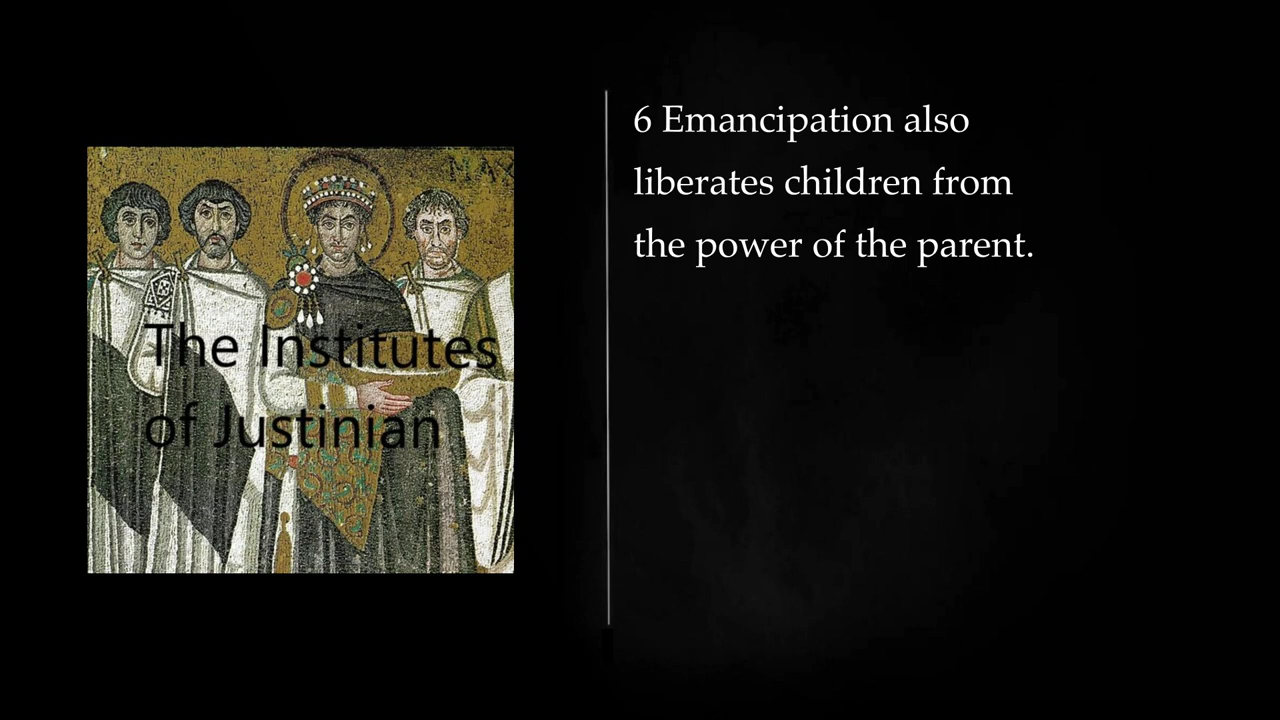 The Institutes
of Justinian
6 Emancipation also
liberates children from
the power of the parent.